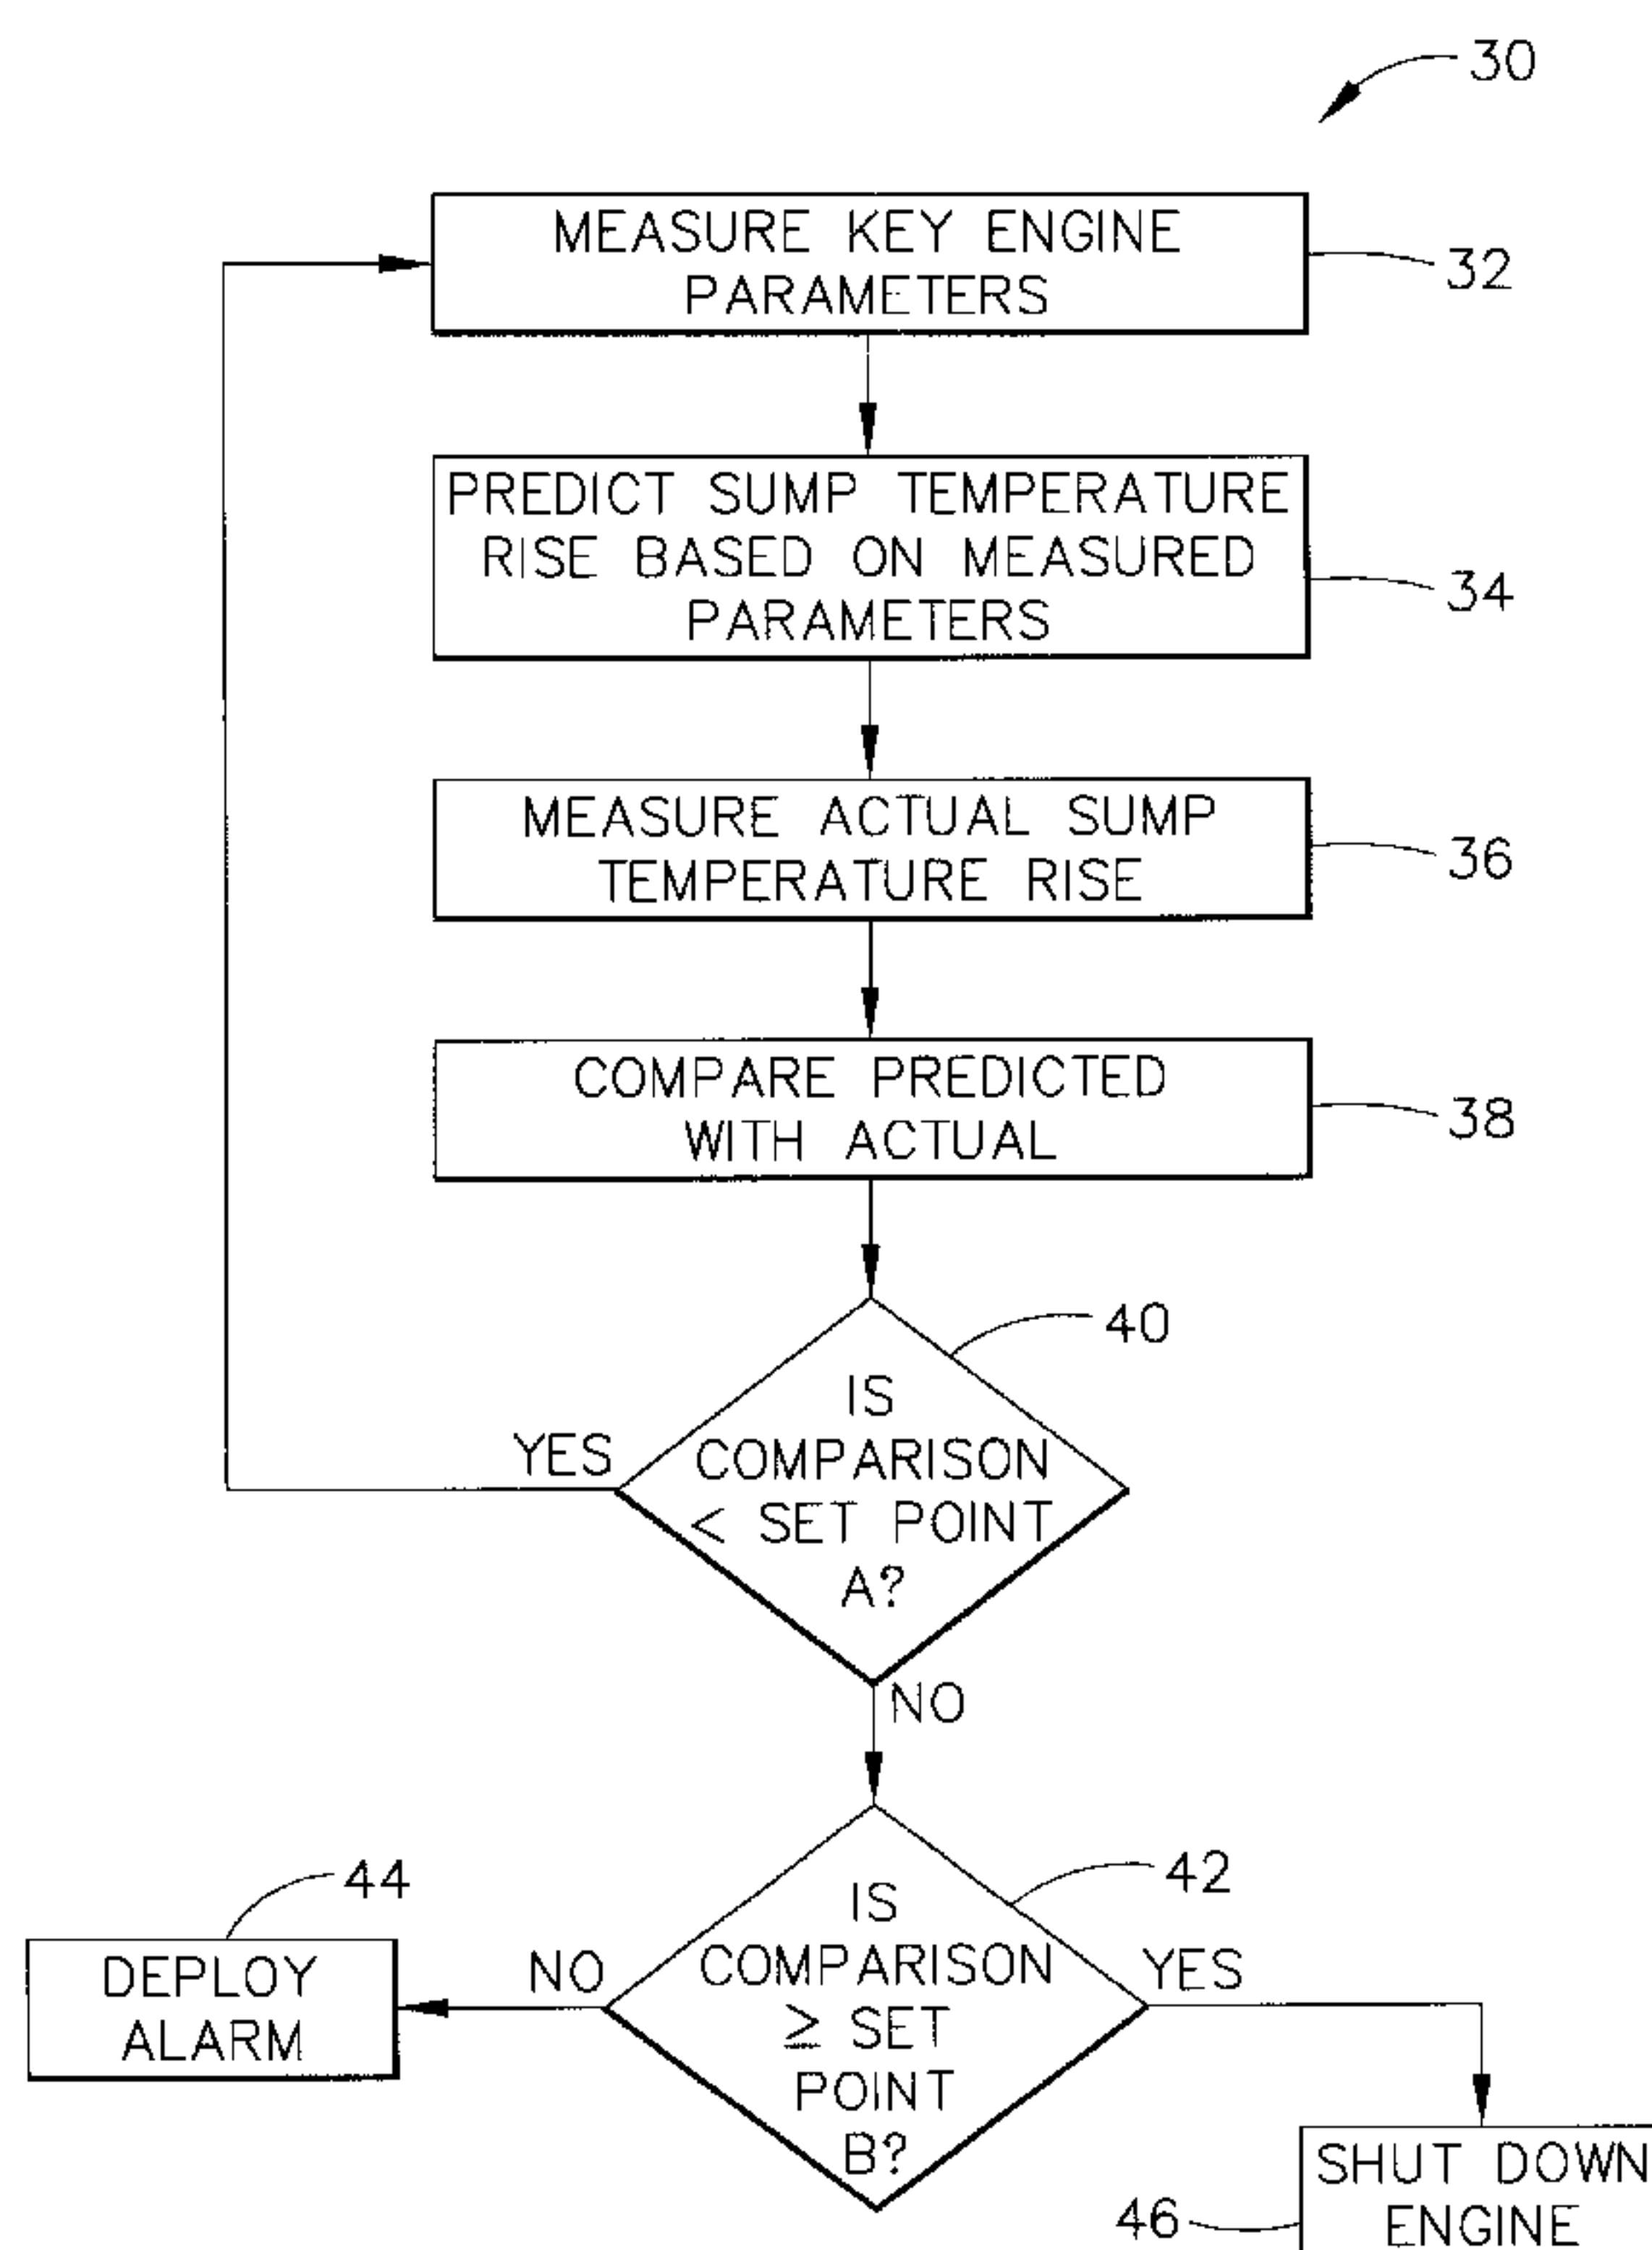 30
MEASURE KEY ENGINE
PARAMETERS
32
PREDICT SUMP TEMPERATURE
RISE BASED ON MEASURED
PARAMETERS
34
MEASURE ACTUAL SUMP
TEMPERATURE RISE
36
COMPARE PREDICTED
WITH ACTUAL
38
40
IS
COMPARISON
< SET POINT
A?
YES
NO
42
44
IS
COMPARISON
≥ SET
POINT
B?
NO
YES
DEPLOY
ALARM
SHUT DOWN
ENGINE
46